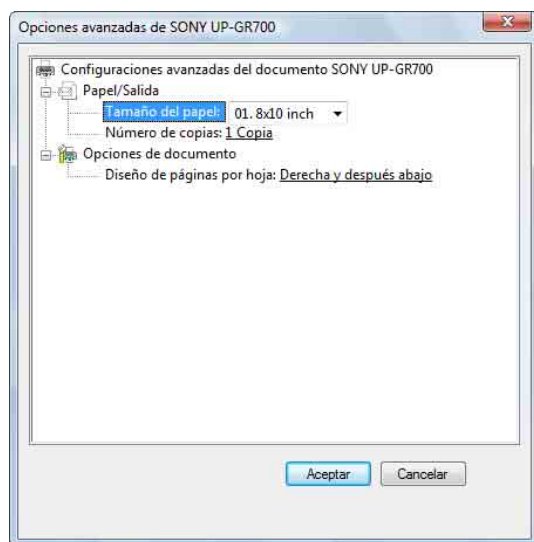 Opciones avanzadas de SONY UP-GR700
Configuraciones avanzadas del documento SONY UP-GR700
Papel/Salida
Tamaño del papel: 01. 8x10 inch
Número de copias: 1 Copia
Opciones de documento
Diseño de páginas por hoja: Derecha y después abajo
Aceptar Cancelar